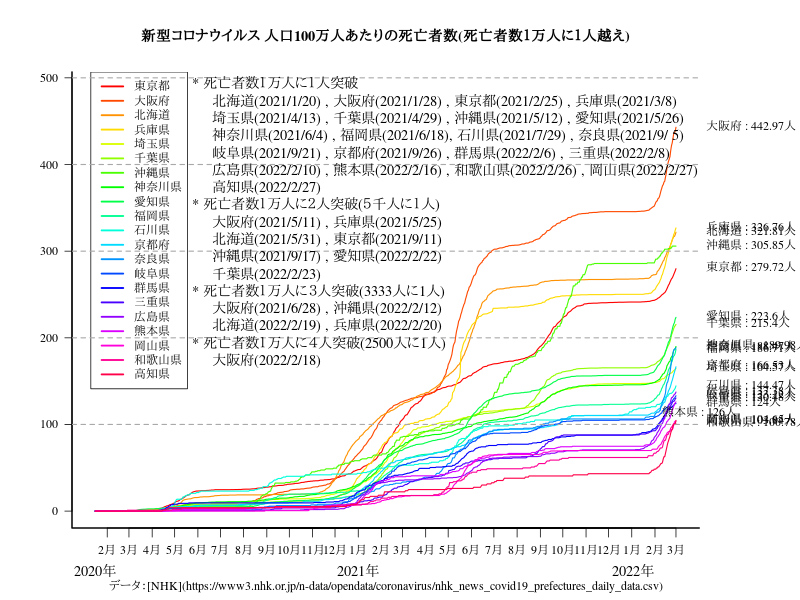 新型コロナウイルス 人口100万人あたりの死亡者数(死亡者数1万人に1人越え)
500
400
300
200
100
0
東京都
大阪府
北海道
兵庫県
埼玉県
千葉県
沖縄県
神奈川県
愛知県
福岡県
石川県
京都府
奈良県
岐阜県
群馬県
三重県
広島県
熊本県
岡山県
和歌山県
高知県
* 死亡者数1万人に1人突破
北海道(2021/1/20) , 大阪府(2021/1/28) , 東京都(2021/2/25) , 兵庫県(2021/3/8)
埼玉県(2021/4/13) , 千葉県(2021/4/29) , 沖縄県(2021/5/12) , 愛知県(2021/5/26)
神奈川県(2021/6/4) , 福岡県(2021/6/18), 石川県(2021/7/29) , 奈良県(2021/9/ 5)
岐阜県(2021/9/21) , 京都府(2021/9/26) , 群馬県(2022/2/6) , 三重県(2022/2/8)
広島県(2022/2/10) , 熊本県(2022/2/16) , 和歌山県(2022/2/26) , 岡山県(2022/2/27)
高知県(2022/2/27)
* 死亡者数1万人に2人突破(5千人に1人)
大阪府(2021/5/11) , 兵庫県(2021/5/25)
北海道(2021/5/31) , 東京都(2021/9/11)
沖縄県(2021/9/17) , 愛知県(2022/2/22)
千葉県(2022/2/23)
* 死亡者数1万人に3人突破(3333人に1人)
大阪府(2021/6/28) , 沖縄県(2022/2/12)
北海道(2022/2/19) , 兵庫県(2022/2/20)
* 死亡者数1万人に4人突破(2500人に1人)
大阪府(2022/2/18)
大阪府 : 442.97人
兵庫県 : 326.76人
沖縄県 : 305.85人
東京都 : 279.72人
愛知県 : 223.6人
千葉県 : 215.4人
石川県 : 144.47人
群馬県 : 124人
熊本県 : 126人
2月 3月 4月 5月 6月 7月 8月 9月 10月 11月 12月 1月 2月 3月 4月 5月 6月 7月 8月 9月 10月 11月 12月 1月 2月 3月
2020年 2021年 2022年
データ：[NHK](https://www3.nhk.or.jp/n-data/opendata/coronavirus/nhk_news_covid19_prefectures_daily_data.csv)